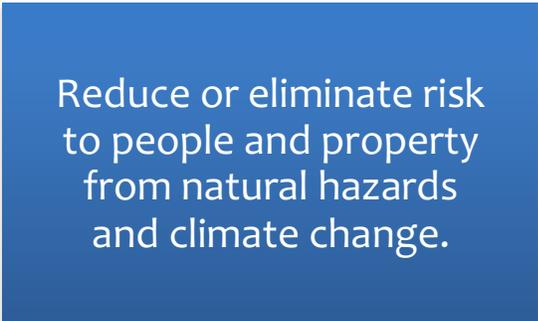 Reduce or eliminate risk
to people and property
from natural hazards
and climate change.